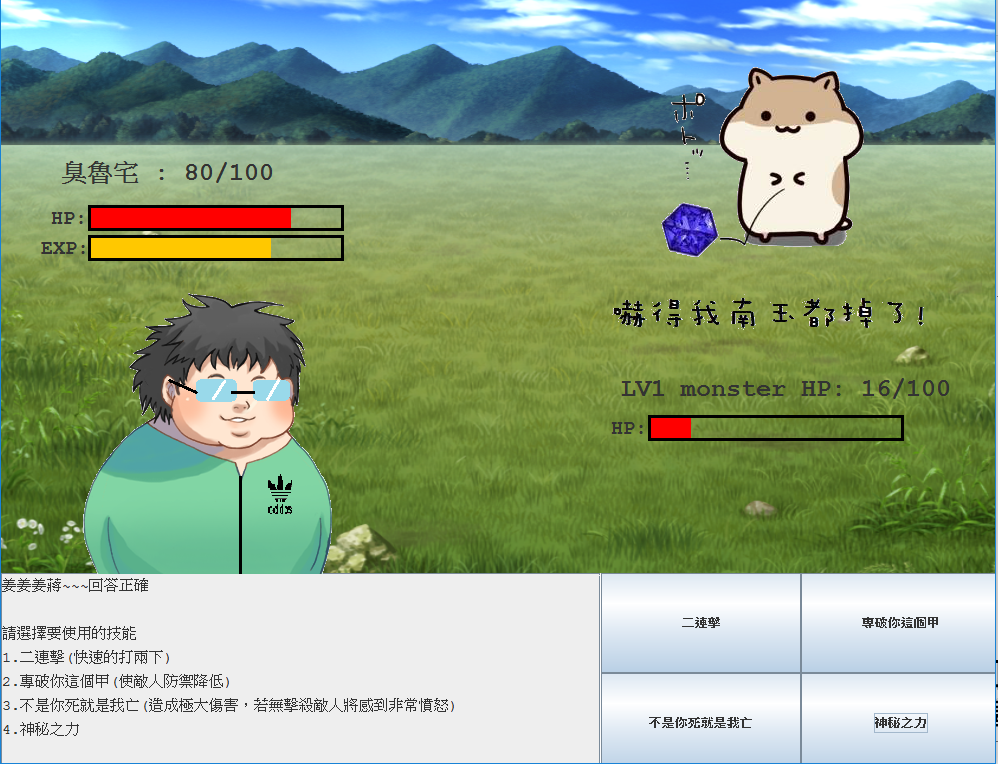 臭魯宅 : 80/100
HP:
EXP:
ポトッ…
嚇得我南玉都掉了!
LV1 monster HP: 16/100
HP:
姜姜姜蔣~~~回答正確
請選擇要使用的技能
1.二連擊(快速的打兩下)
2.專破你這個甲(使敵人防禦降低)
3.不是你死就是我亡(造成極大傷害，若無擊殺敵人將感到非常憤怒)
4.神秘之力
二連擊
專破你這個甲
不是你死就是我亡
神秘之力